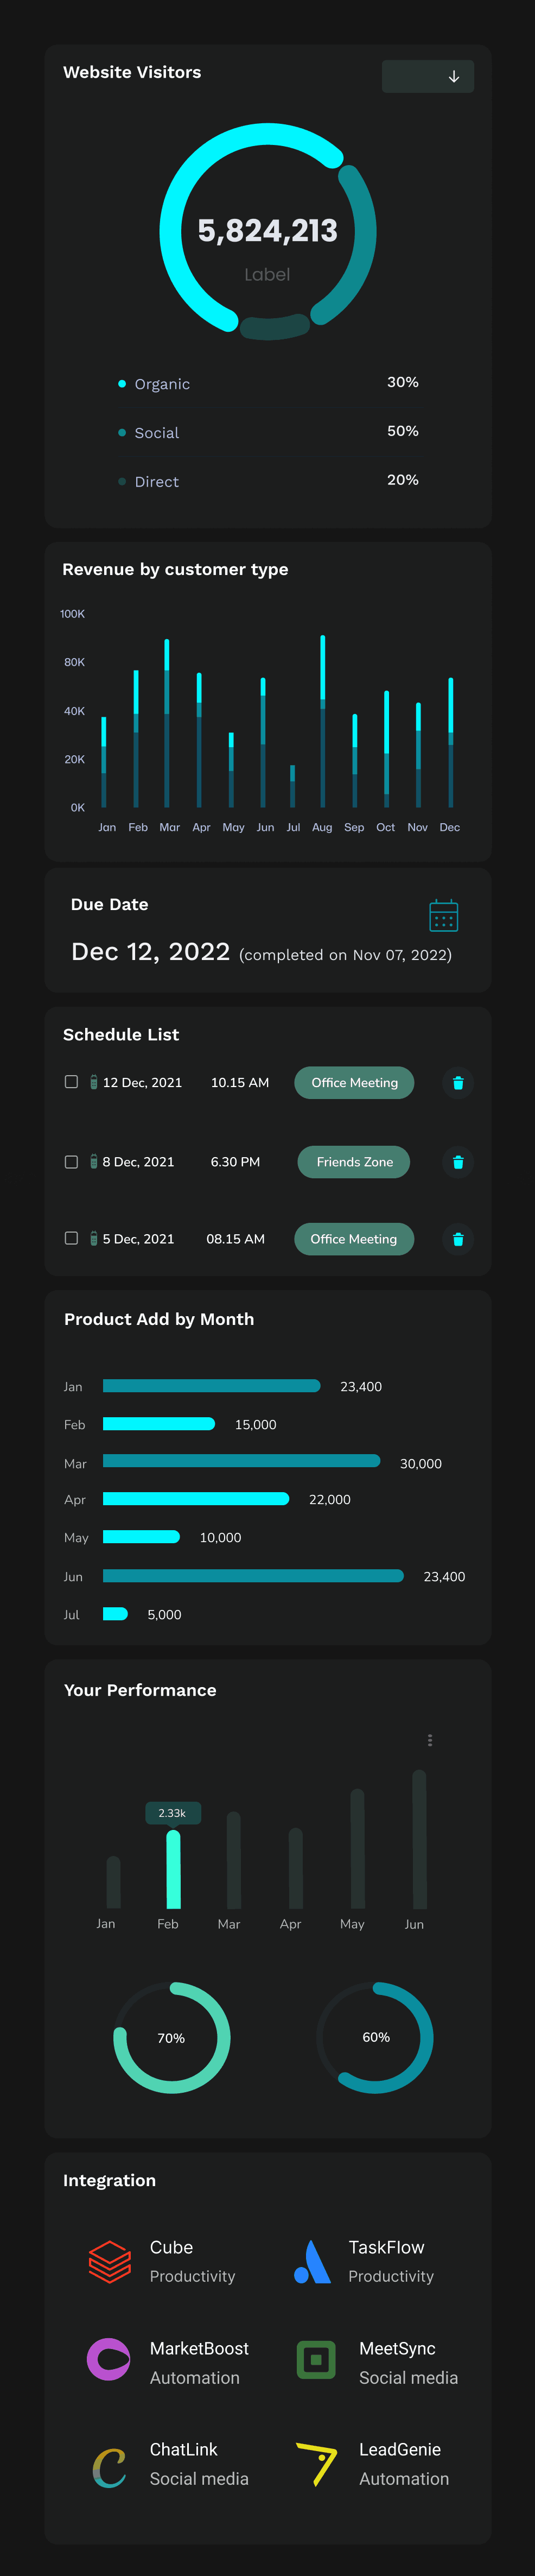 Website Visitors
5,824,213
Label
Organic 30%
Social 50%
Direct 20%
Revenue by customer type
100K
80K
40K
20K
0K
Jan Feb Mar Apr May Jun Jul Aug Sep Oct Nov Dec
Due Date
Dec 12, 2022 (completed on Nov 07, 2022)
Schedule List
12 Dec, 2021 10.15 AM Office Meeting
8 Dec, 2021 6.30 PM Friends Zone
5 Dec, 2021 08.15 AM Office Meeting
Product Add by Month
Jan 23,400
Feb 15,000
Mar 30,000
Apr 22,000
May 10,000
Jun 23,400
Jul 5,000
Your Performance
2.33k
Jan Feb Mar Apr May Jun
70% 60%
Integration
Cube TaskFlow
Productivity Productivity
MarketBoost MeetSync
Automation Social media
ChatLink LeadGenie
Social media Automation